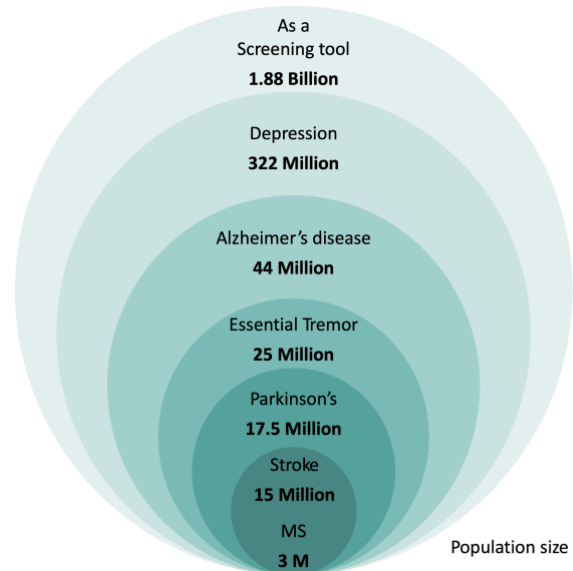 As a
Screening tool
1.88 Billion
Depression
322 Million
Alzheimer’s disease
44 Million
Essential Tremor
25 Million
Parkinson’s
17.5 Million
Stroke
15 Million
MS
3 M
Population size